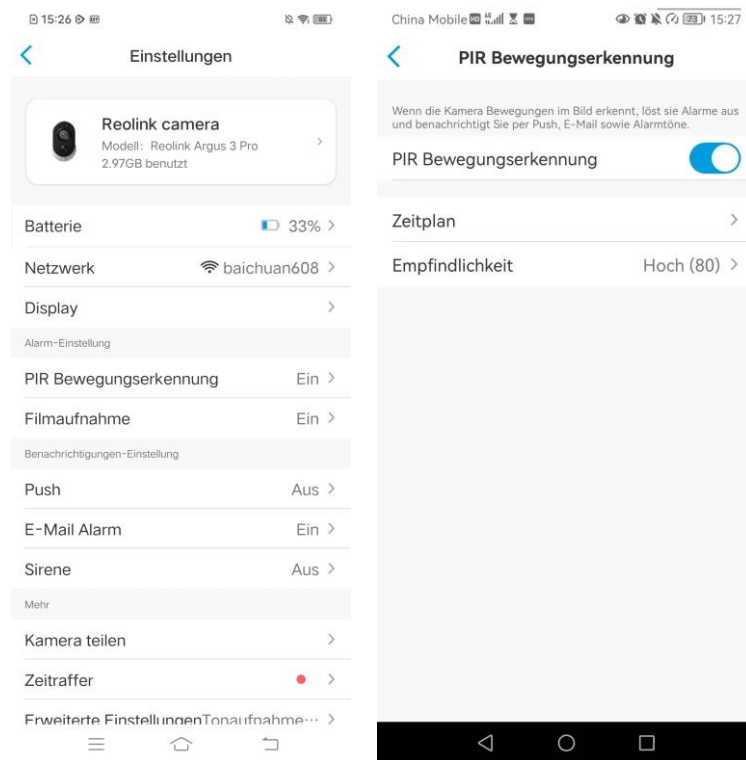 15:26
Einstellungen
Reolink camera
Modell: Reolink Argus 3 Pro
2.97GB benutzt
Batterie 33%
Netzwerk baichuan608
Display
Alarm-Einstellung
PIR Bewegungserkennung Ein
Filmaufnahme Ein
Benachrichtigungen-Einstellung
Push Aus
E-Mail Alarm Ein
Sirene Aus
Mehr
Kamera teilen
Zeitraffer
Erweiterte Einstellungen Tonaufnahme...
China Mobile 73 15:27
PIR Bewegungserkennung
Wenn die Kamera Bewegungen im Bild erkennt, löst sie Alarme aus
und benachrichtigt Sie per Push, E-Mail sowie Alarmtöne.
PIR Bewegungserkennung
Zeitplan
Empfindlichkeit Hoch (80)